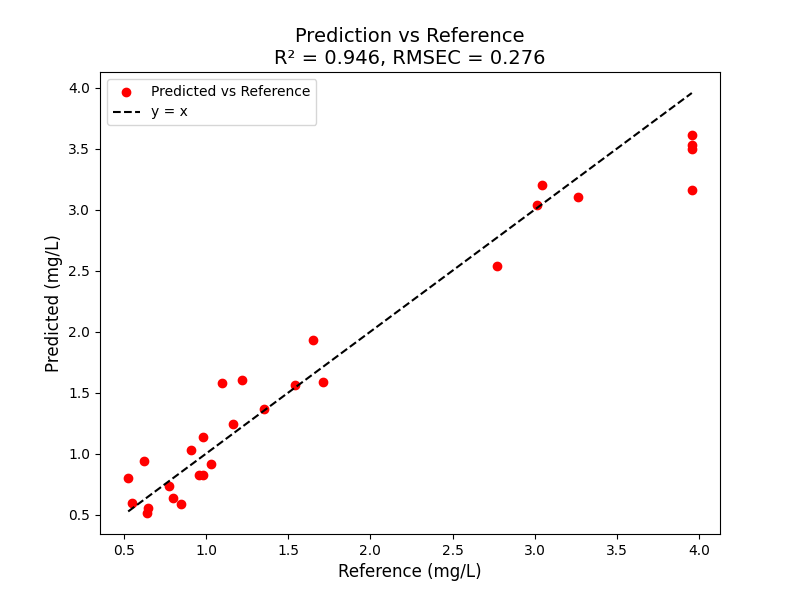 Prediction vs Reference
R² = 0.946, RMSEC = 0.276
Predicted vs Reference
y = x
4.0
3.5
3.0
2.5
2.0
1.5
1.0
0.5
Predicted (mg/L)
0.5 1.0 1.5 2.0 2.5 3.0 3.5 4.0
Reference (mg/L)